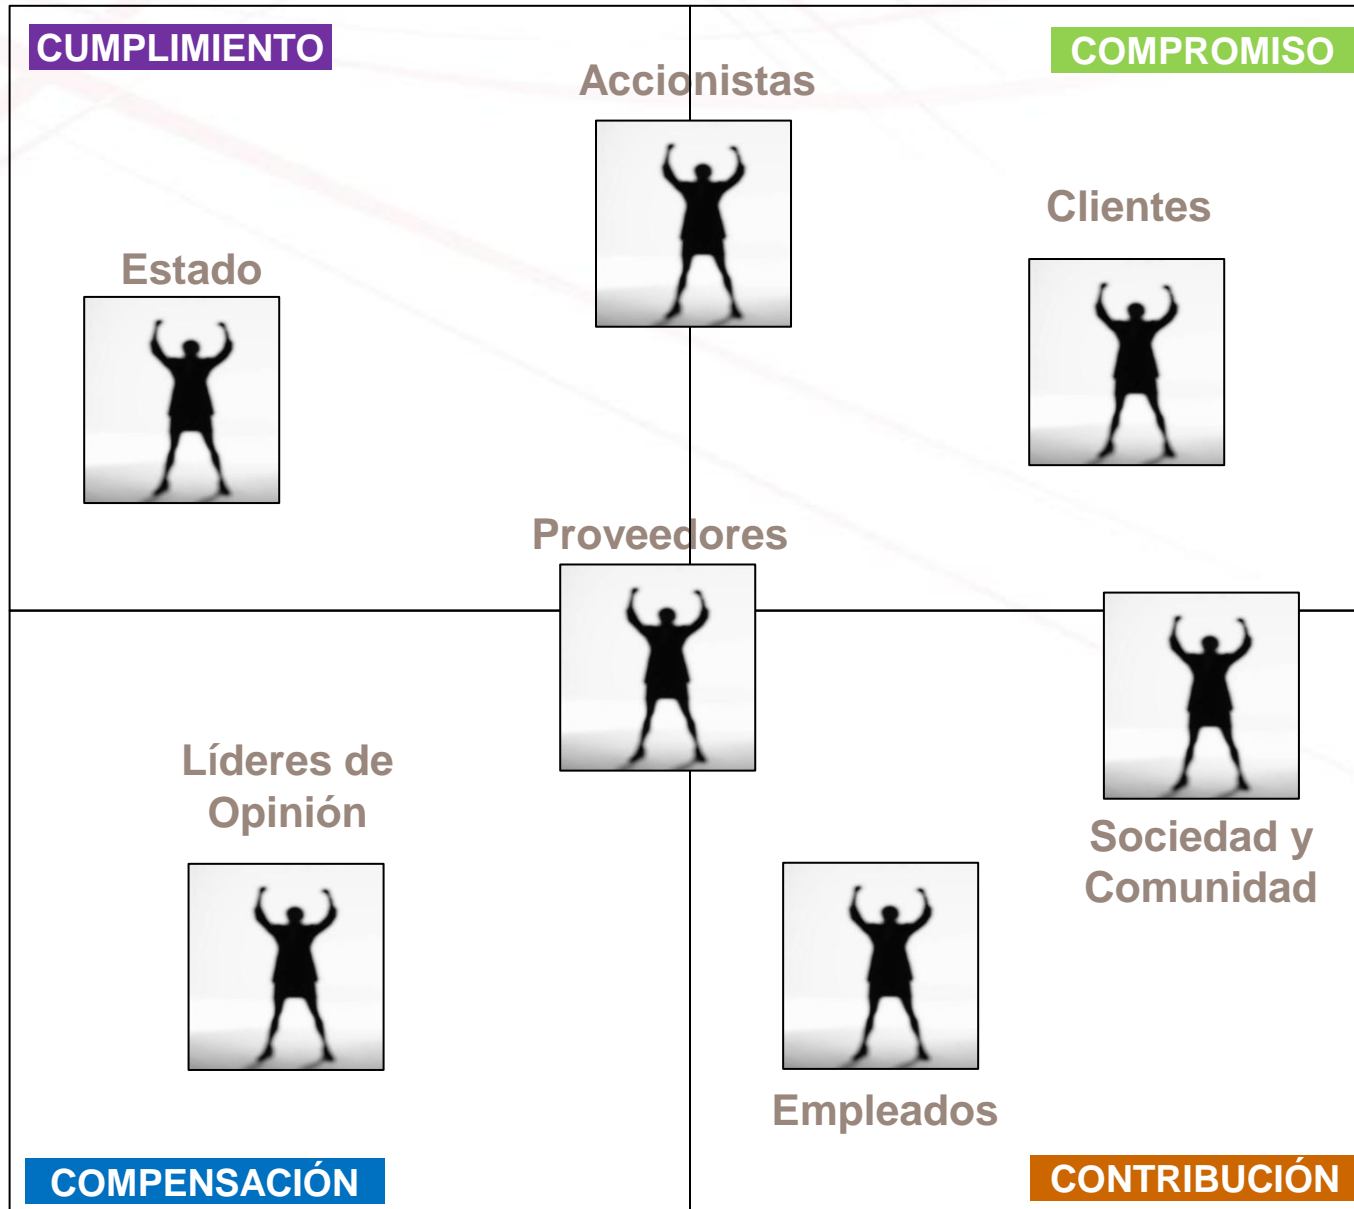 CUMPLIMIENTO
COMPROMISO
Accionistas
Clientes
Estado
Proveedores
Líderes de
Opinión
Sociedad y
Comunidad
Empleados
COMPENSACIÓN
CONTRIBUCIÓN